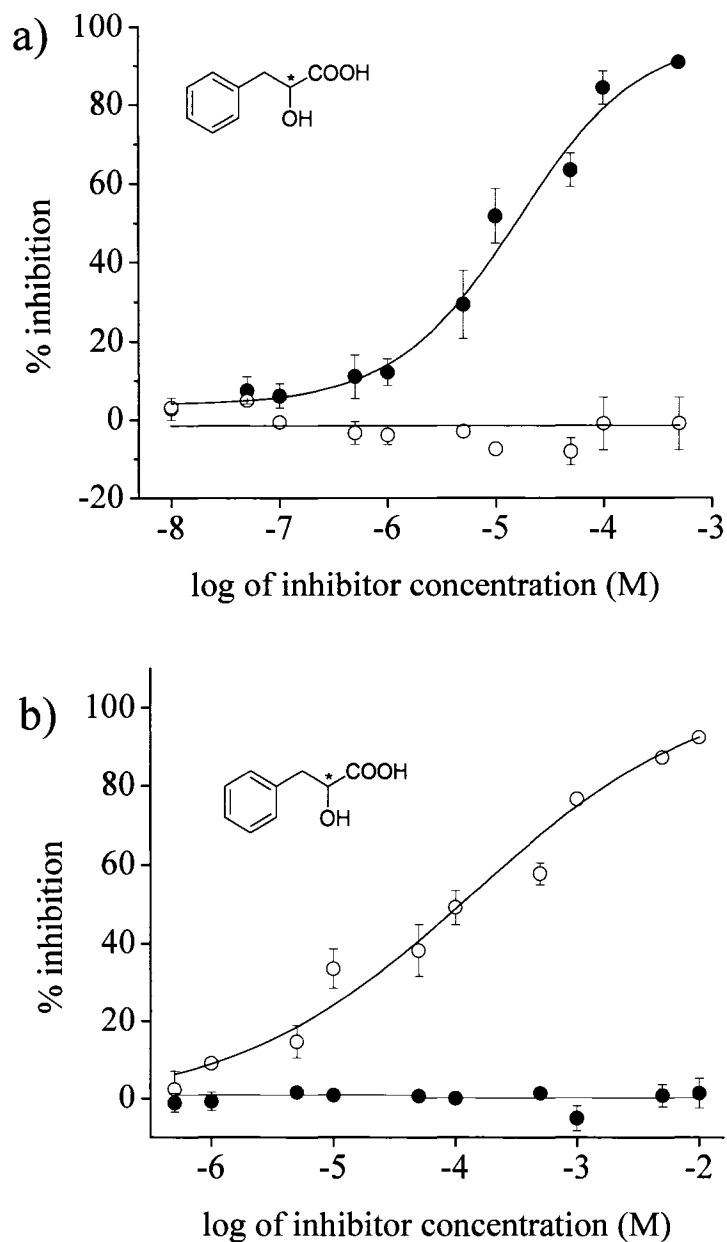 a)
100
80
60
40
20
0
-20
% inhibition
* COOH
OH
-8 -7 -6 -5 -4 -3
log of inhibitor concentration (M)
b)
100
80
60
40
20
0
% inhibition
* COOH
OH
-6 -5 -4 -3 -2
log of inhibitor concentration (M)